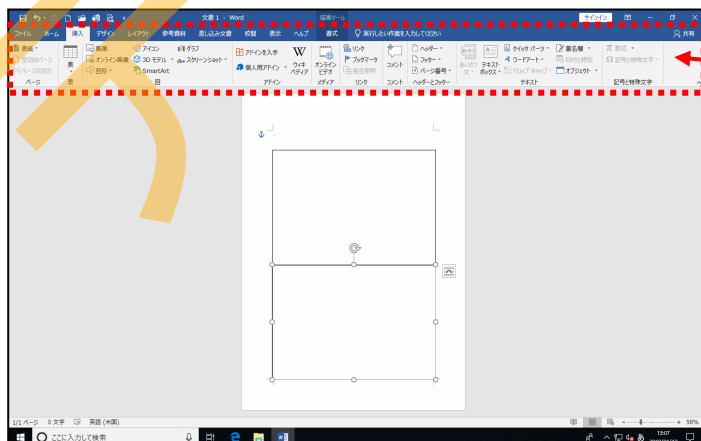 文書 1 - Word
描画ツール
サインイン
ファイル ホーム 挿入 デザイン レイアウト 参考資料 差し込み文書 校閲 表示 ヘルプ 書式 実行したい作業を入力してください 共有
表紙 画像 アイコン グラフ アドインを入手 リンク ヘッダー クイック パーツ 署名欄 数式
空白のページ オンライン画像 3D モデル スクリーンショット ブックマーク フッター ワードアート 日付と時刻 記号と特殊文字
ページ区切り 表 図形 SmartArt 個人用アドイン ウィキペディア オンライン ビデオ 相互参照 コメント ページ番号 あいさつ文 テキスト ボックス ドロップ キャップ オブジェクト
ページ 表 図 アドイン メディア リンク コメント ヘッダーとフッター テキスト 記号と特殊文字
1/1 ページ 0 文字 英語 (米国) 58%
ここに入力して検索 あ 13:07